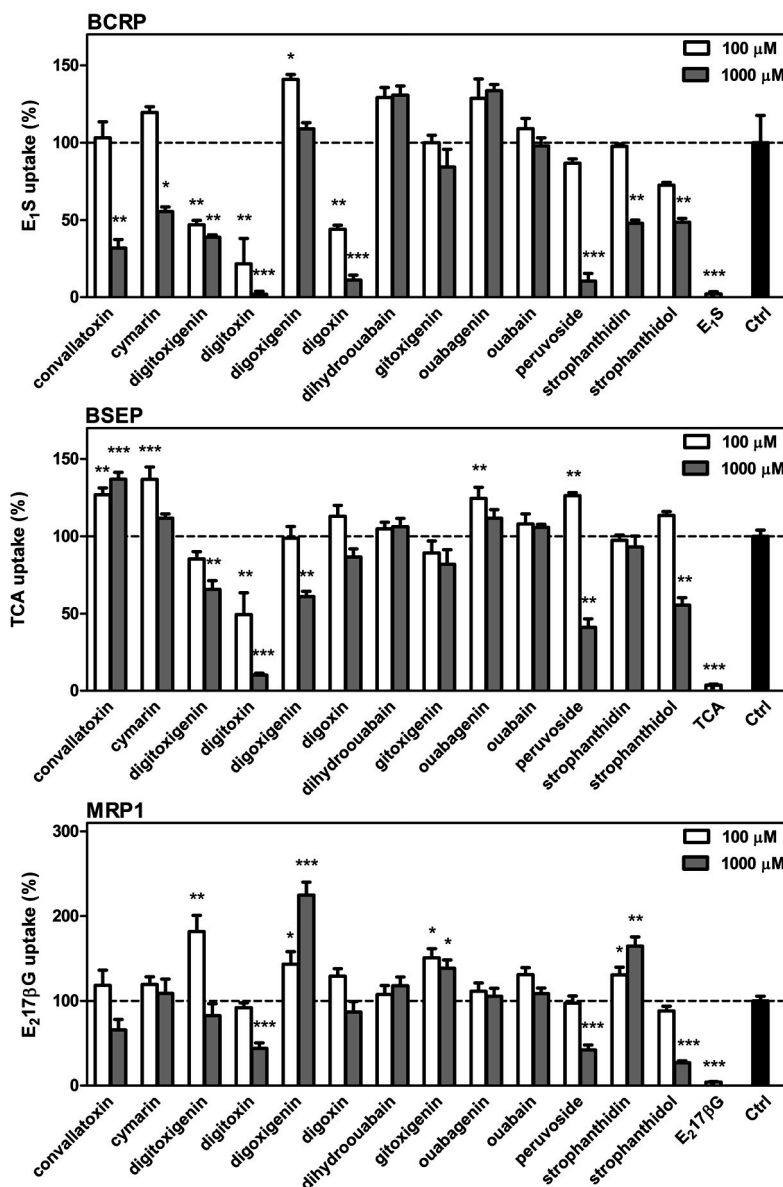 BCRP
100 µM
1000 µM
E₁S uptake (%)
150
100
50
0
*
**
*
**
**
**
***
**
***
***
**
**
***
convallatoxin
cymarin
digitoxigenin
digitoxin
digoxigenin
digoxin
dihydroouabain
gitoxigenin
ouabagenin
ouabain
peruvoside
strophanthidin
strophanthidol
E₁S
Ctrl
BSEP
100 µM
1000 µM
TCA uptake (%)
150
100
50
0
**
***
***
**
**
***
**
**
**
**
**
***
convallatoxin
cymarin
digitoxigenin
digitoxin
digoxigenin
digoxin
dihydroouabain
gitoxigenin
ouabagenin
ouabain
peruvoside
strophanthidin
strophanthidol
TCA
Ctrl
MRP1
100 µM
1000 µM
E₂17βG uptake (%)
300
200
100
0
**
***
*
***
*
*
***
*
**
***
***
convallatoxin
cymarin
digitoxigenin
digitoxin
digoxigenin
digoxin
dihydroouabain
gitoxigenin
ouabagenin
ouabain
peruvoside
strophanthidin
strophanthidol
E₂17βG
Ctrl